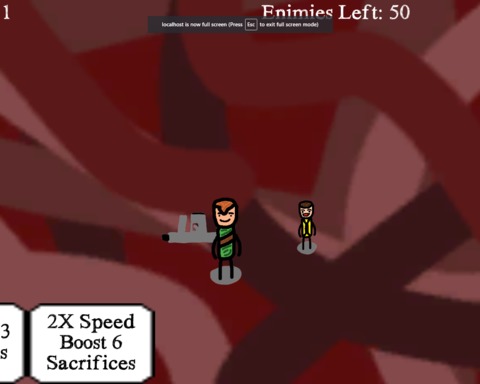 1
Enimies Left: 50
localhost is now full screen (Press Esc to exit full screen mode)
3
s
2X Speed
Boost 6
Sacrifices